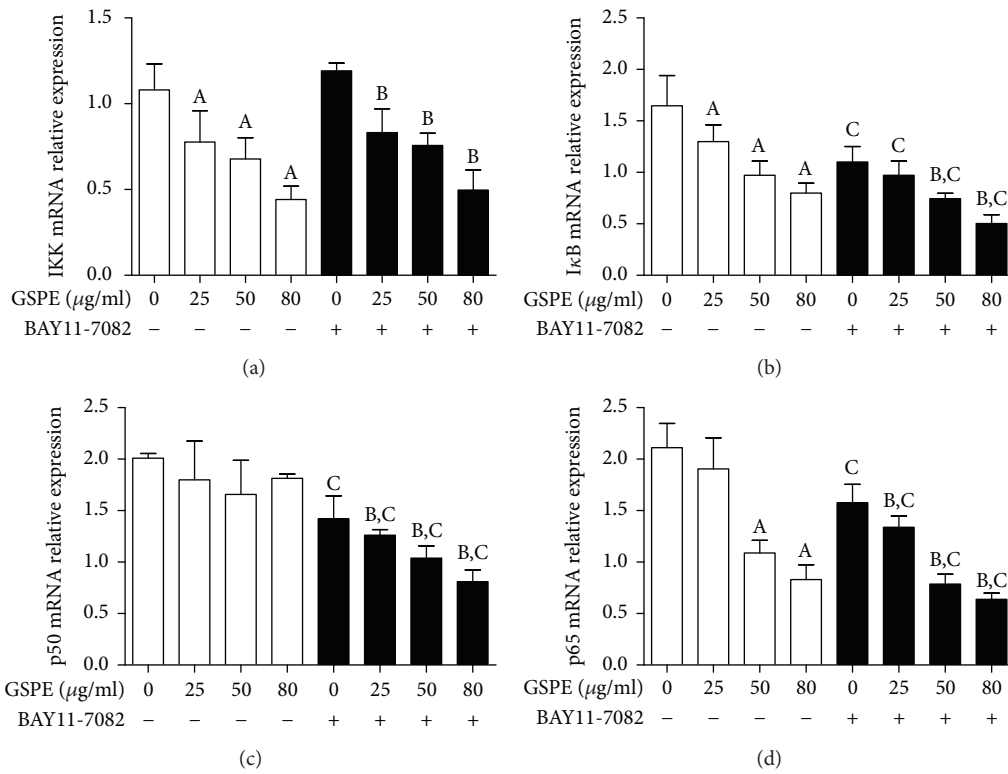 IKK mRNA relative expression
1.5
1.0
0.5
0.0
A
A
A
B
B
B
GSPE (μg/ml) 0 25 50 80 0 25 50 80
BAY11-7082 − − − − + + + +
(a)
IκB mRNA relative expression
2.5
2.0
1.5
1.0
0.5
0.0
A
A
A
C
C
B,C
B,C
GSPE (μg/ml) 0 25 50 80 0 25 50 80
BAY11-7082 − − − − + + + +
(b)
p50 mRNA relative expression
2.5
2.0
1.5
1.0
0.5
0.0
C
B,C
B,C
B,C
GSPE (μg/ml) 0 25 50 80 0 25 50 80
BAY11-7082 − − − − + + + +
(c)
p65 mRNA relative expression
2.5
2.0
1.5
1.0
0.5
0.0
A
A
C
B,C
B,C
B,C
GSPE (μg/ml) 0 25 50 80 0 25 50 80
BAY11-7082 − − − − + + + +
(d)